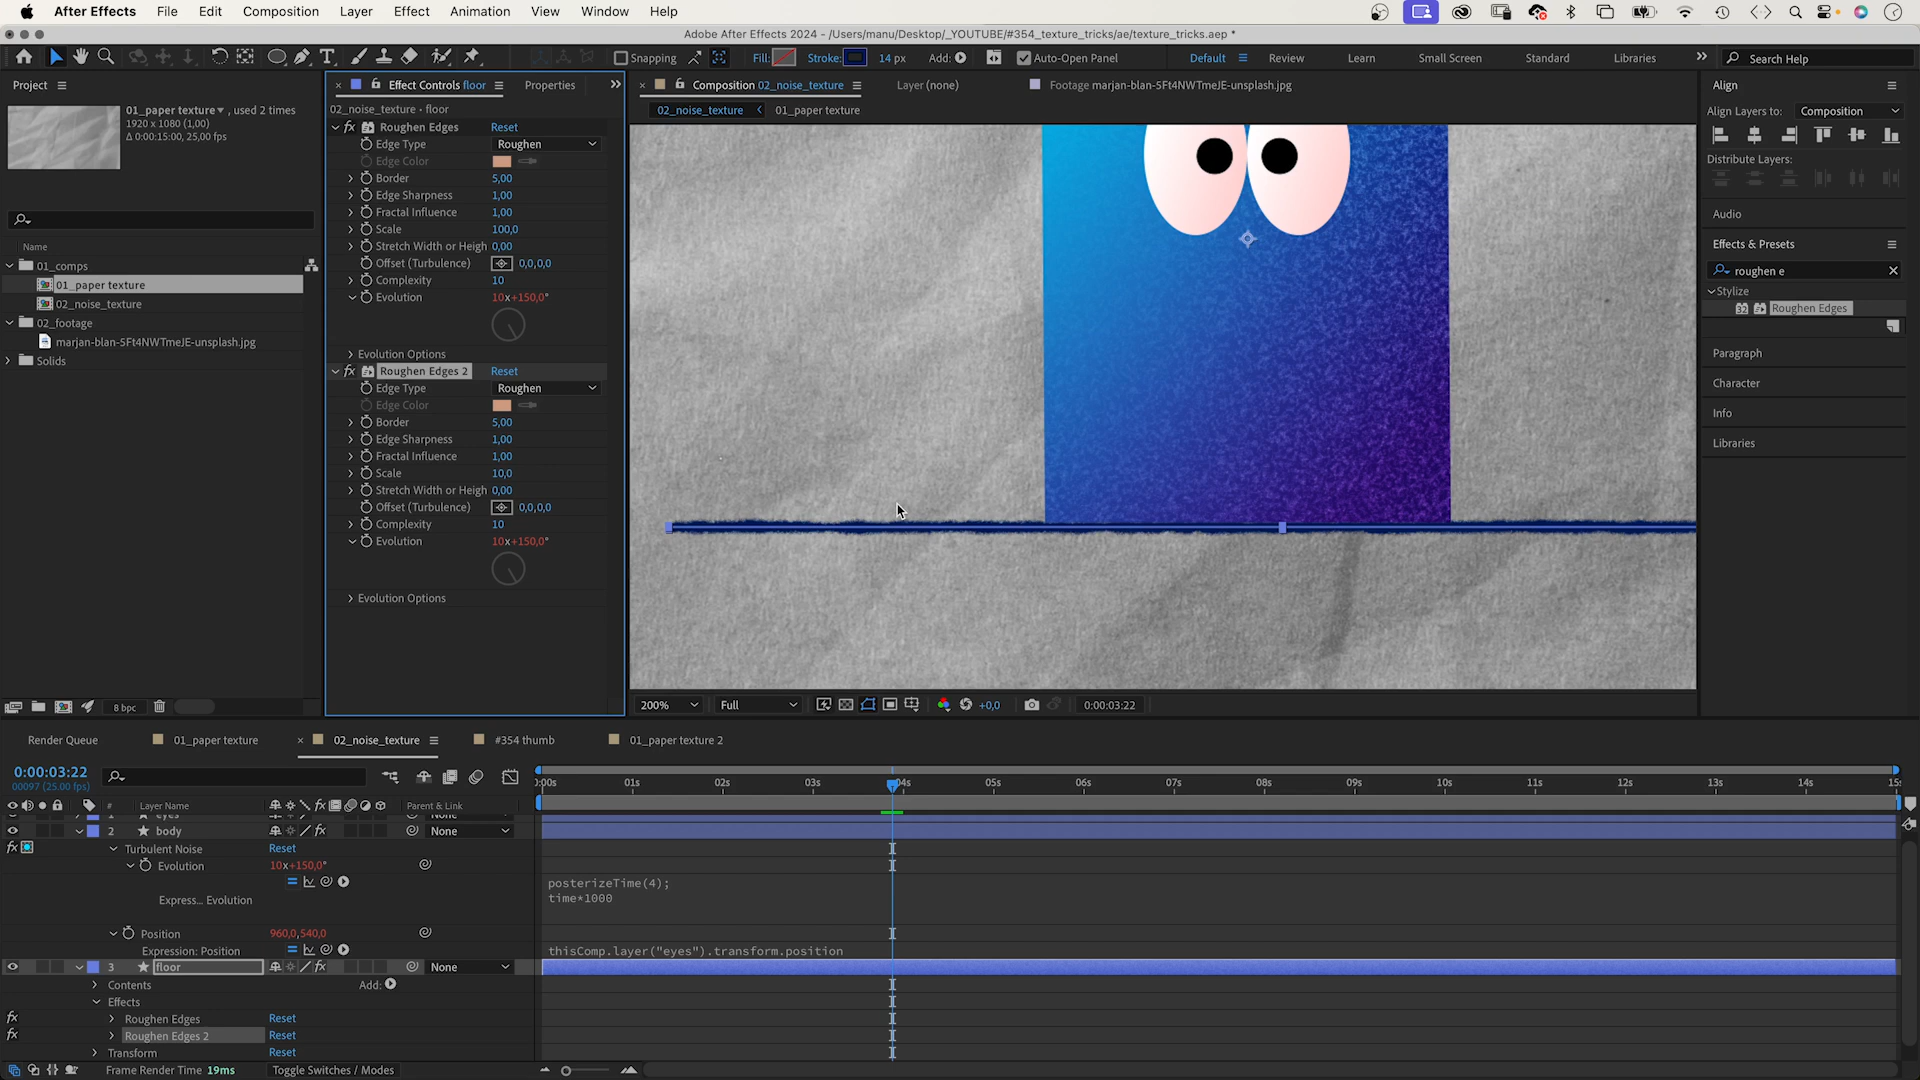 After Effects File Edit Composition Layer Effect Animation View Window Help
Adobe After Effects 2024 - /Users/manu/Desktop/_YOUTUBE/#354_texture_tricks/ae/texture_tricks.aep *
Snapping Fill: Stroke: 14 px Add: Auto-Open Panel Default Review Learn Small Screen Standard Libraries Search Help
Project
01_paper texture , used 2 times
1920 x 1080 (1,00)
Δ 0:00:15:00, 25,00 fps
Name
01_comps
01_paper texture
02_noise_texture
02_footage
marjan-blan-5Ft4NWTmeJE-unsplash.jpg
Solids
8 bpc
Effect Controls floor Properties
02_noise_texture · floor
fx Roughen Edges Reset
Edge Type Roughen
Edge Color
Border 5,00
Edge Sharpness 1,00
Fractal Influence 1,00
Scale 100,0
Stretch Width or Heigh 0,00
Offset (Turbulence) 0,0,0,0
Complexity 10
Evolution 10x+150,0°
Evolution Options
fx Roughen Edges 2 Reset
Edge Type Roughen
Edge Color
Border 5,00
Edge Sharpness 1,00
Fractal Influence 1,00
Scale 10,0
Stretch Width or Heigh 0,00
Offset (Turbulence) 0,0,0,0
Complexity 10
Evolution 10x+150,0°
Evolution Options
Composition 02_noise_texture Layer (none) Footage marjan-blan-5Ft4NWTmeJE-unsplash.jpg
02_noise_texture 01_paper texture
200% Full +0,0 0:00:03:22
Align
Align Layers to: Composition
Distribute Layers:
Audio
Effects & Presets
roughen e
Stylize
32 Roughen Edges
Paragraph
Character
Info
Libraries
Render Queue 01_paper texture 02_noise_texture #354 thumb 01_paper texture 2
0:00:03:22
00097 (25.00 fps)
:00s 01s 02s 03s 04s 05s 06s 07s 08s 09s 10s 11s 12s 13s 14s 15s
# Layer Name fx Parent & Link
1 eyes None
2 body fx None
fx Turbulent Noise Reset
Evolution 10x+150,0°
posterizeTime(4);
time*1000
Express... Evolution
Position 960,0,540,0
Expression: Position thisComp.layer("eyes").transform.position
3 floor fx None
Contents Add:
Effects
fx Roughen Edges Reset
fx Roughen Edges 2 Reset
Transform Reset
Frame Render Time 19ms Toggle Switches / Modes